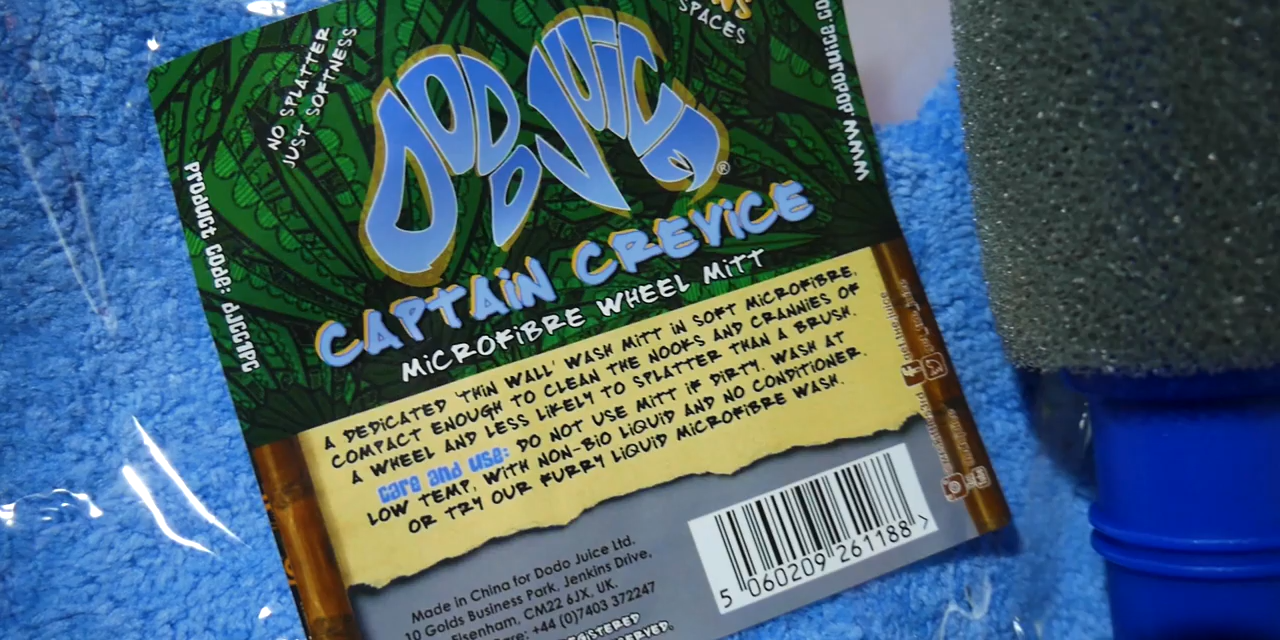 SPACES
NO SPLATTER
JUST SOFTNESS
Product code: DJCC1PC
DODO JUICE®
CAPTAIN CREVICE
MICROFIBRE WHEEL MITT
A DEDICATED 'THIN WALL' WASH MITT IN SOFT MICROFIBRE,
COMPACT ENOUGH TO CLEAN THE NOOKS AND CRANNIES OF
A WHEEL AND LESS LIKELY TO SPLATTER THAN A BRUSH.
Care and use: DO NOT USE MITT IF DIRTY. WASH AT
LOW TEMP, WITH NON-BIO LIQUID AND NO CONDITIONER.
OR TRY OUR FURRY LIQUID MICROFIBRE WASH.
Made in China for Dodo Juice Ltd.
10 Golds Business Park, Jenkins Drive,
Elsenham, CM22 6JX, UK.
+44 (0)7403 372247
5 060209 261188 >